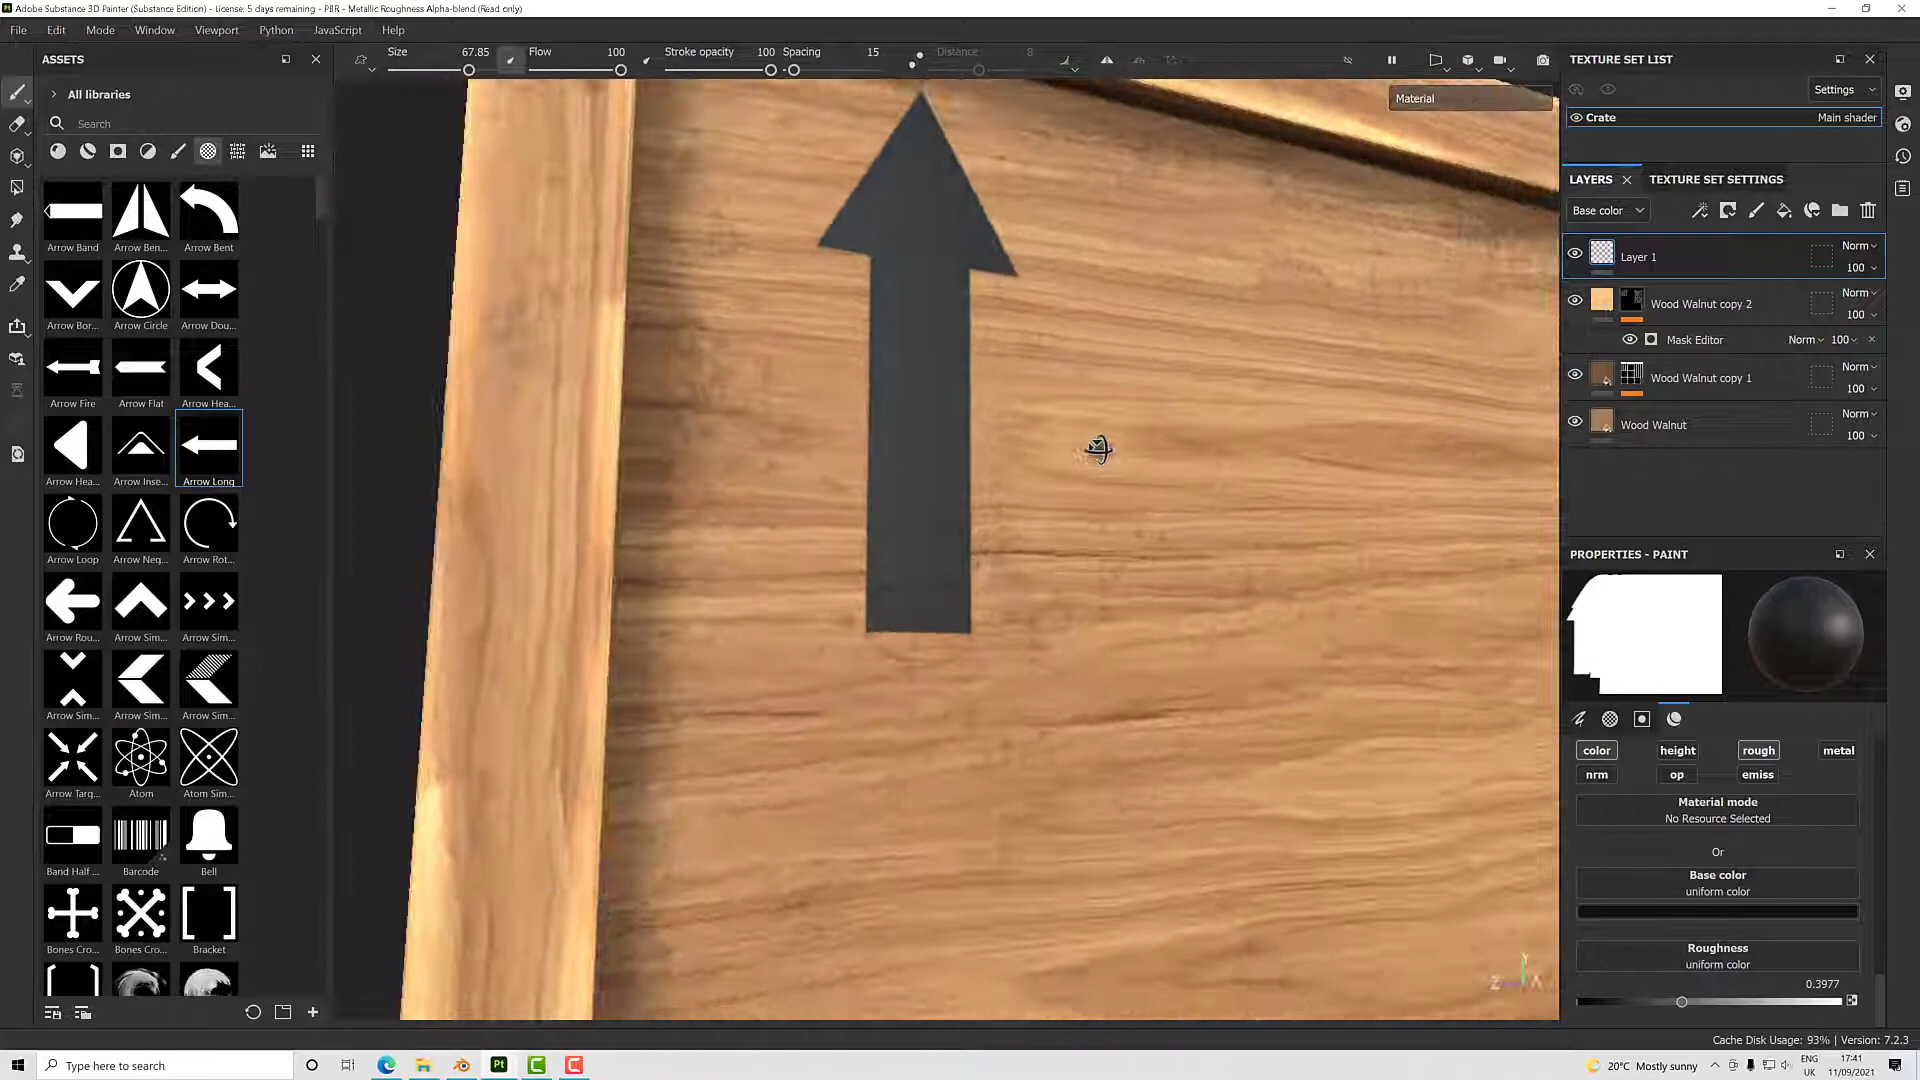 Adobe Substance 3D Painter (Substance Edition) - License: 5 days remaining - PBR - Metallic Roughness Alpha-blend (Read only)
File Edit Mode Window Viewport Python JavaScript Help
ASSETS
Size 67.85 Flow 100 Stroke opacity 100 Spacing 15 Distance 8
All libraries
Search
Arrow Band Arrow Ben... Arrow Bent
Arrow Bor... Arrow Circle Arrow Dou...
Arrow Fire Arrow Flat Arrow Hea...
Arrow Hea... Arrow Inse... Arrow Long
Arrow Loop Arrow Neg... Arrow Rot...
Arrow Rou... Arrow Sim... Arrow Sim...
Arrow Sim... Arrow Sim... Arrow Sim...
Arrow Targ... Atom Atom Sim...
Band Half ... Barcode Bell
Bones Cro... Bones Cro... Bracket
Material
Y
Z X
TEXTURE SET LIST
Settings
Crate Main shader
LAYERS TEXTURE SET SETTINGS
Base color
Layer 1 Norm 100
Wood Walnut copy 2 Norm 100
Mask Editor Norm 100
Wood Walnut copy 1 Norm 100
Wood Walnut Norm 100
PROPERTIES - PAINT
color height rough metal
nrm op emiss
Material mode
No Resource Selected
Or
Base color
uniform color
Roughness
uniform color
0.3977
Cache Disk Usage: 93% | Version: 7.2.3
Type here to search
Pt
20°C Mostly sunny
ENG
UK
17:41
11/09/2021